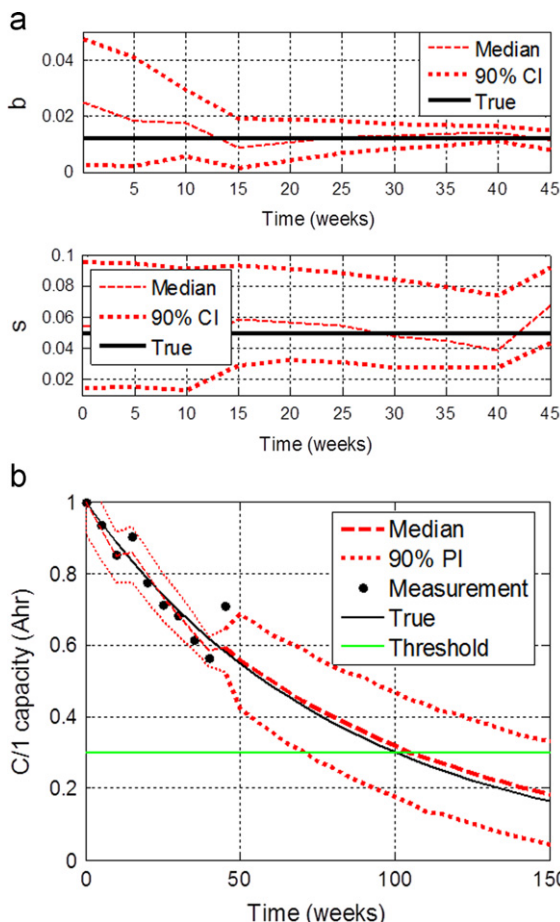 a
0.04
0.02
0
b
Median
90% CI
True
5 10 15 20 25 30 35 40 45
Time (weeks)
0.1
0.08
0.06
0.04
0.02
s
Median
90% CI
True
0 5 10 15 20 25 30 35 40 45
Time (weeks)
b
1
0.8
0.6
0.4
0.2
0
C/1 capacity (Ahr)
Median
90% PI
Measurement
True
Threshold
0 50 100 150
Time (weeks)